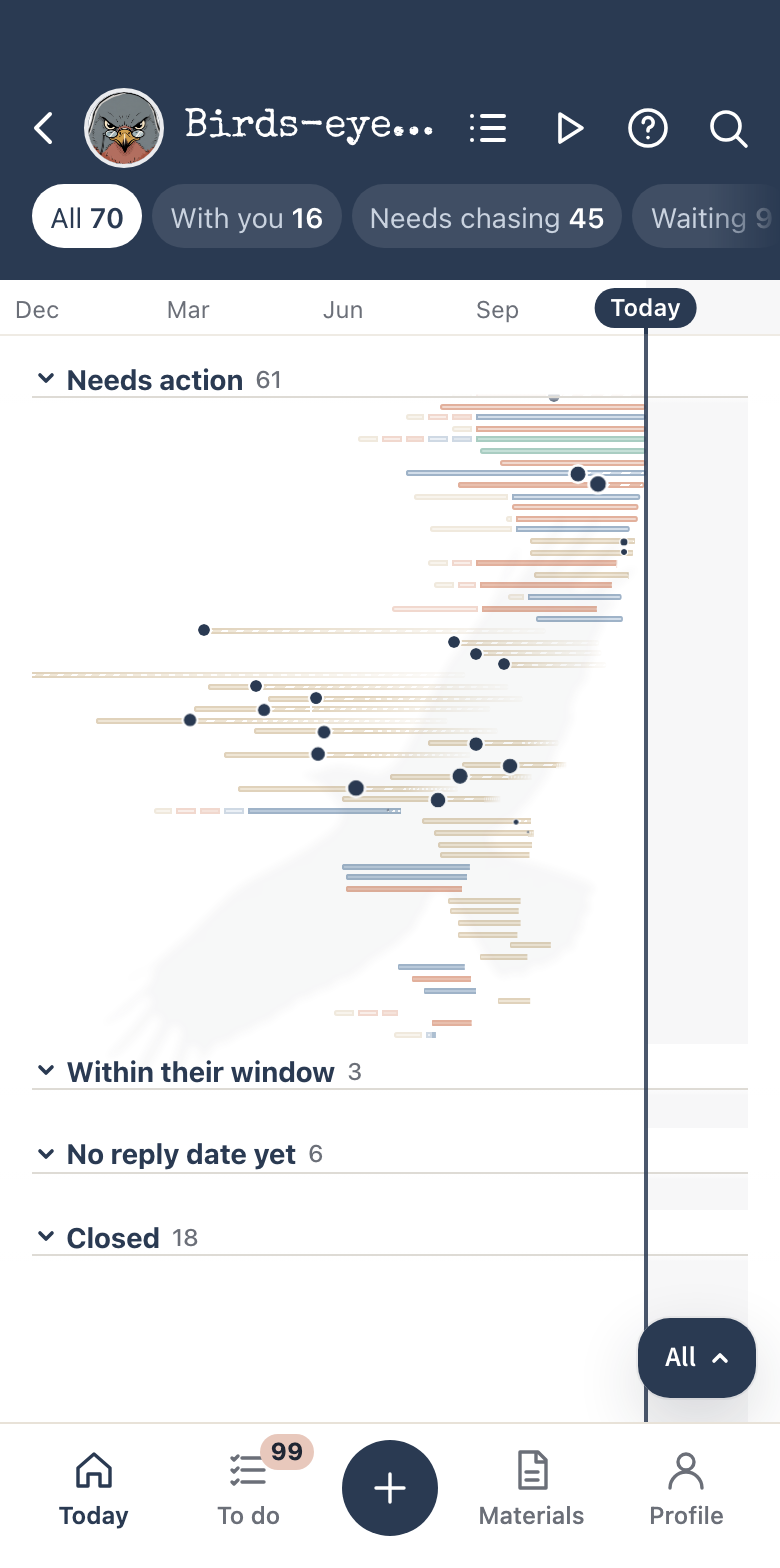 Birds-eye...
All 70 With you 16 Needs chasing 45 Waiting 9
Dec Mar Jun Sep Today
Needs action 61
Within their window 3
No reply date yet 6
Closed 18
All
99
Today To do Materials Profile